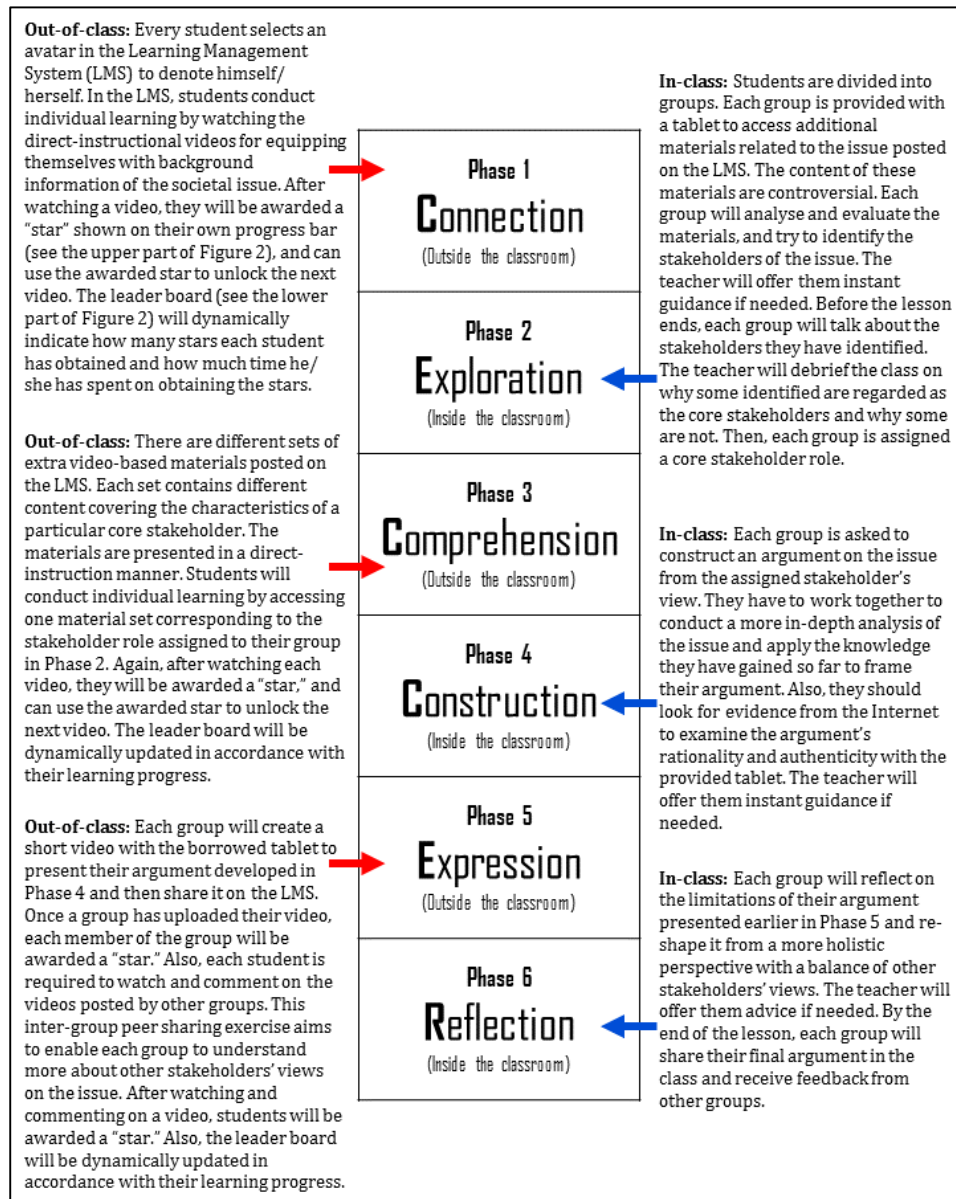 Out-of-class: Every student selects an
avatar in the Learning Management
System (LMS) to denote himself/
herself. In the LMS, students conduct
individual learning by watching the
direct-instructional videos for equipping
themselves with background
information of the societal issue. After
watching a video, they will be awarded a
“star” shown on their own progress bar
(see the upper part of Figure 2), and can
use the awarded star to unlock the next
video. The leader board (see the lower
part of Figure 2) will dynamically
indicate how many stars each student
has obtained and how much time he/
she has spent on obtaining the stars.
Phase 1
Connection
(Outside the classroom)
In-class: Students are divided into
groups. Each group is provided with
a tablet to access additional
materials related to the issue posted
on the LMS. The content of these
materials are controversial. Each
group will analyse and evaluate the
materials, and try to identify the
stakeholders of the issue. The
teacher will offer them instant
guidance if needed. Before the lesson
ends, each group will talk about the
stakeholders they have identified.
The teacher will debrief the class on
why some identified are regarded as
the core stakeholders and why some
are not. Then, each group is assigned
a core stakeholder role.
Phase 2
Exploration
(Inside the classroom)
Out-of-class: There are different sets of
extra video-based materials posted on
the LMS. Each set contains different
content covering the characteristics of a
particular core stakeholder. The
materials are presented in a direct-
instruction manner. Students will
conduct individual learning by accessing
one material set corresponding to the
stakeholder role assigned to their group
in Phase 2. Again, after watching each
video, they will be awarded a “star,” and
can use the awarded star to unlock the
next video. The leader board will be
dynamically updated in accordance with
their learning progress.
Phase 3
Comprehension
(Outside the classroom)
In-class: Each group is asked to
construct an argument on the issue
from the assigned stakeholder’s
view. They have to work together to
conduct a more in-depth analysis of
the issue and apply the knowledge
they have gained so far to frame
their argument. Also, they should
look for evidence from the Internet
to examine the argument’s
rationality and authenticity with the
provided tablet. The teacher will
offer them instant guidance if
needed.
Phase 4
Construction
(Inside the classroom)
Out-of-class: Each group will create a
short video with the borrowed tablet to
present their argument developed in
Phase 4 and then share it on the LMS.
Once a group has uploaded their video,
each member of the group will be
awarded a “star.” Also, each student is
required to watch and comment on the
videos posted by other groups. This
inter-group peer sharing exercise aims
to enable each group to understand
more about other stakeholders’ views
on the issue. After watching and
commenting on a video, students will be
awarded a “star.” Also, the leader board
will be dynamically updated in
accordance with their learning progress.
Phase 5
Expression
(Outside the classroom)
In-class: Each group will reflect on
the limitations of their argument
presented earlier in Phase 5 and re-
shape it from a more holistic
perspective with a balance of other
stakeholders’ views. The teacher will
offer them advice if needed. By the
end of the lesson, each group will
share their final argument in the
class and receive feedback from
other groups.
Phase 6
Reflection
(Inside the classroom)